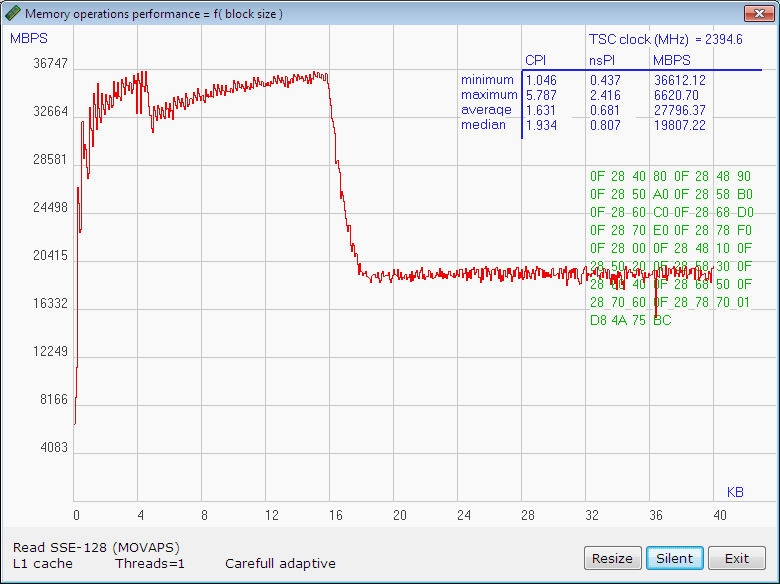 Memory operations performance = f( block size )
MBPS
TSC clock (MHz) = 2394.6
CPI nsPI MBPS
minimum 1.046 0.437 36612.12
maximum 5.787 2.416 6620.70
average 1.631 0.681 27796.37
median 1.934 0.807 19807.22
36747
32664
28581
24498
20415
16332
12249
8166
4083
0F 28 40 80 0F 28 48 90
0F 28 50 A0 0F 28 58 B0
0F 28 60 C0 0F 28 68 D0
0F 28 70 E0 0F 28 78 F0
0F 28 00 0F 28 48 10 0F
28 50 20 0F 28 58 30 0F
28 60 40 0F 28 68 50 0F
28 70 60 0F 28 78 70 01
D8 4A 75 BC
KB
0 4 8 12 16 20 24 28 32 36 40
Read SSE-128 (MOVAPS)
L1 cache Threads=1 Carefull adaptive
Resize Silent Exit